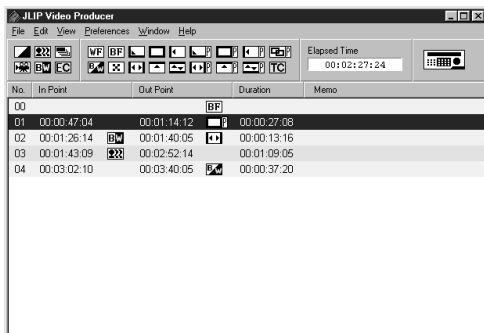 JLIP Video Producer
File Edit View Preferences Window Help
WF BF P P P
Elapsed Time
00:02:27:24
BW EC B/W P P P TC
No. In Point Out Point Duration Memo
00 BF
01 00:00:47:04 00:01:14:12 P 00:00:27:08
02 00:01:26:14 BW 00:01:40:05 00:00:13:16
03 00:01:43:09 00:02:52:14 00:01:09:05
04 00:03:02:10 00:03:40:05 B/W 00:00:37:20